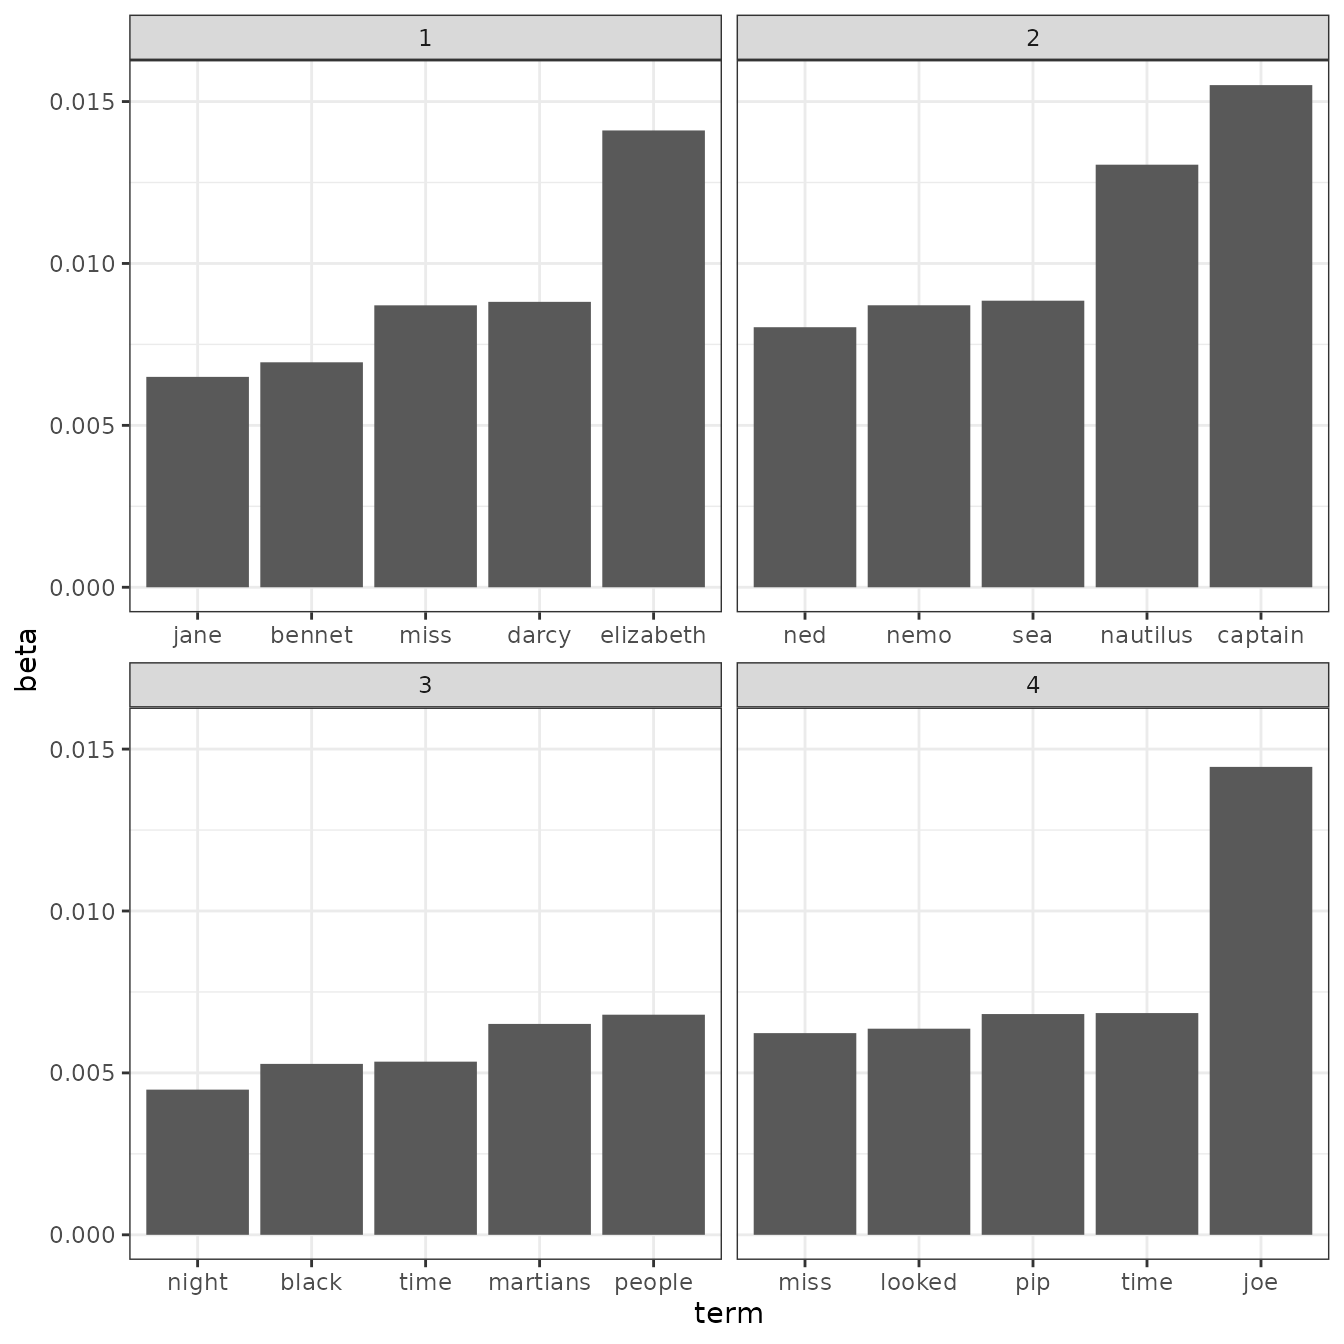 1
2
0.015
0.010
0.005
0.000
jane bennet miss darcy elizabeth
ned nemo sea nautilus captain
beta
3
4
0.015
0.010
0.005
0.000
night black time martians people
miss looked pip time joe
term